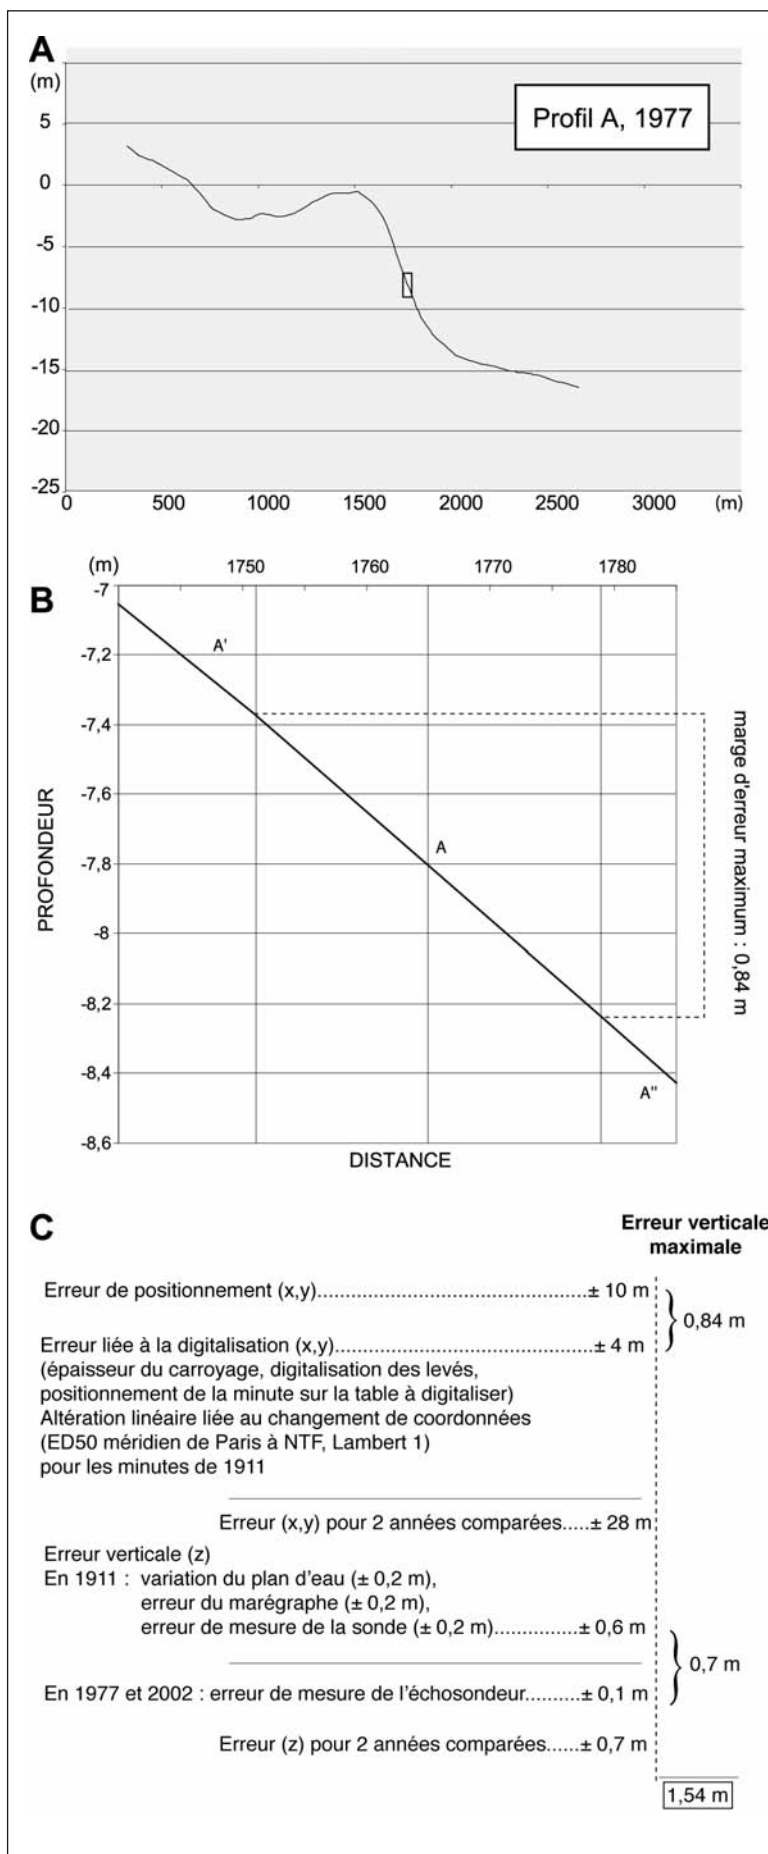 A
(m)
Profil A, 1977
5
0
-5
-10
-15
-20
-25
0 500 1000 1500 2000 2500 3000 (m)
B
(m) 1750 1760 1770 1780
-7
-7,2
-7,4
-7,6
-7,8
-8
-8,2
-8,4
-8,6
A'
A
A"
PROFONDEUR
DISTANCE
marge d'erreur maximum : 0,84 m
C
Erreur verticale
maximale
Erreur de positionnement (x,y)................................................± 10 m
0,84 m
Erreur liée à la digitalisation (x,y)..............................................± 4 m
(épaisseur du carroyage, digitalisation des levés,
positionnement de la minute sur la table à digitaliser)
Altération linéaire liée au changement de coordonnées
(ED50 méridien de Paris à NTF, Lambert 1)
pour les minutes de 1911
Erreur (x,y) pour 2 années comparées.....± 28 m
Erreur verticale (z)
En 1911 : variation du plan d’eau (± 0,2 m),
erreur du marégraphe (± 0,2 m),
erreur de mesure de la sonde (± 0,2 m)...............± 0,6 m
0,7 m
En 1977 et 2002 : erreur de mesure de l’échosondeur..........± 0,1 m
Erreur (z) pour 2 années comparées......± 0,7 m
1,54 m